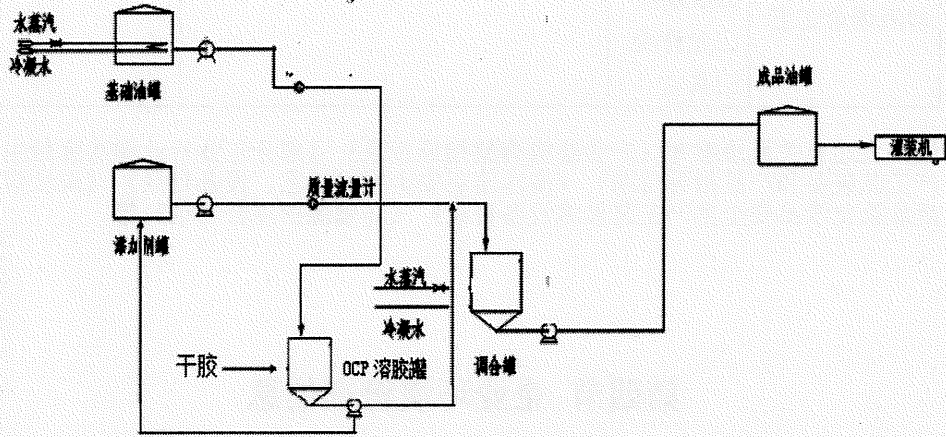 水蒸汽
冷凝水
基础油罐
成品油罐
灌装机
质量流量计
添加剂罐
水蒸汽
冷凝水
干胶
OCP 溶胶罐
调合罐